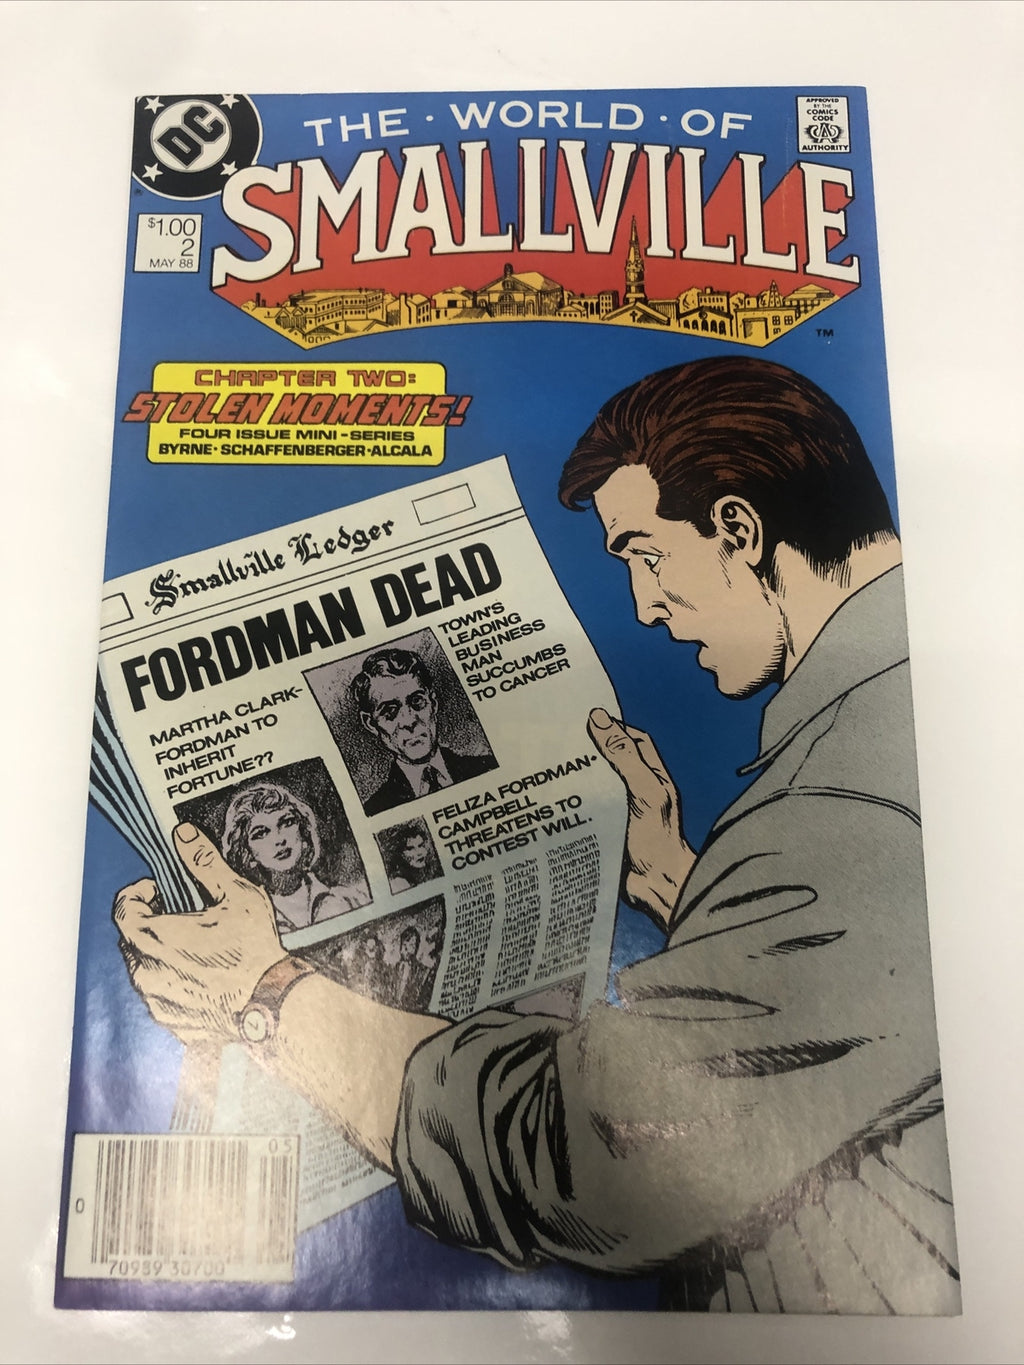 DC
THE · WORLD · OF
SMALLVILLE
APPROVED
BY THE
COMICS
CODE
CA
AUTHORITY
$1.00
2
MAY 88
TM
CHAPTER TWO:
STOLEN MOMENTS!
FOUR ISSUE MINI-SERIES
BYRNE·SCHAFFENBERGER·ALCALA
Smallville Ledger
FORDMAN DEAD
TOWN'S
LEADING
BUSINESS
MAN
SUCCUMBS
TO CANCER
MARTHA CLARK-
FORDMAN TO
INHERIT
FORTUNE??
FELIZA FORDMAN-
CAMPBELL
THREATENS TO
CONTEST WILL.
05
0
70989 30700